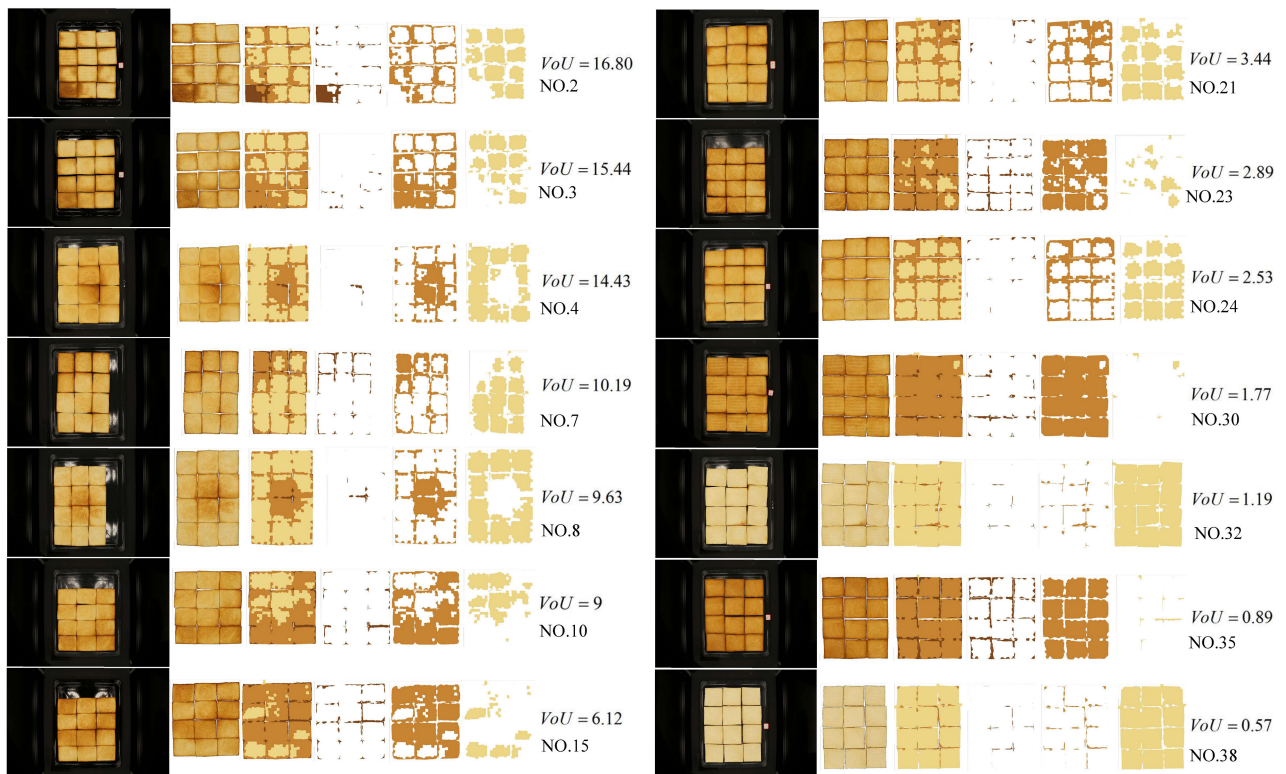 VoU = 16.80
NO.2
VoU = 15.44
NO.3
VoU = 14.43
NO.4
VoU = 10.19
NO.7
VoU = 9.63
NO.8
VoU = 9
NO.10
VoU = 6.12
NO.15
VoU = 3.44
NO.21
VoU = 2.89
NO.23
VoU = 2.53
NO.24
VoU = 1.77
NO.30
VoU = 1.19
NO.32
VoU = 0.89
NO.35
VoU = 0.57
NO.38